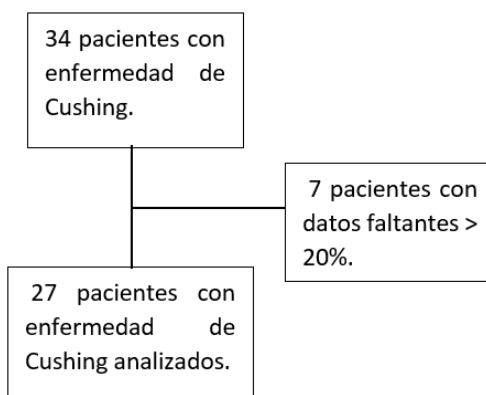 34 pacientes con
enfermedad de
Cushing.
7 pacientes con
datos faltantes >
20%.
27 pacientes con
enfermedad de
Cushing analizados.